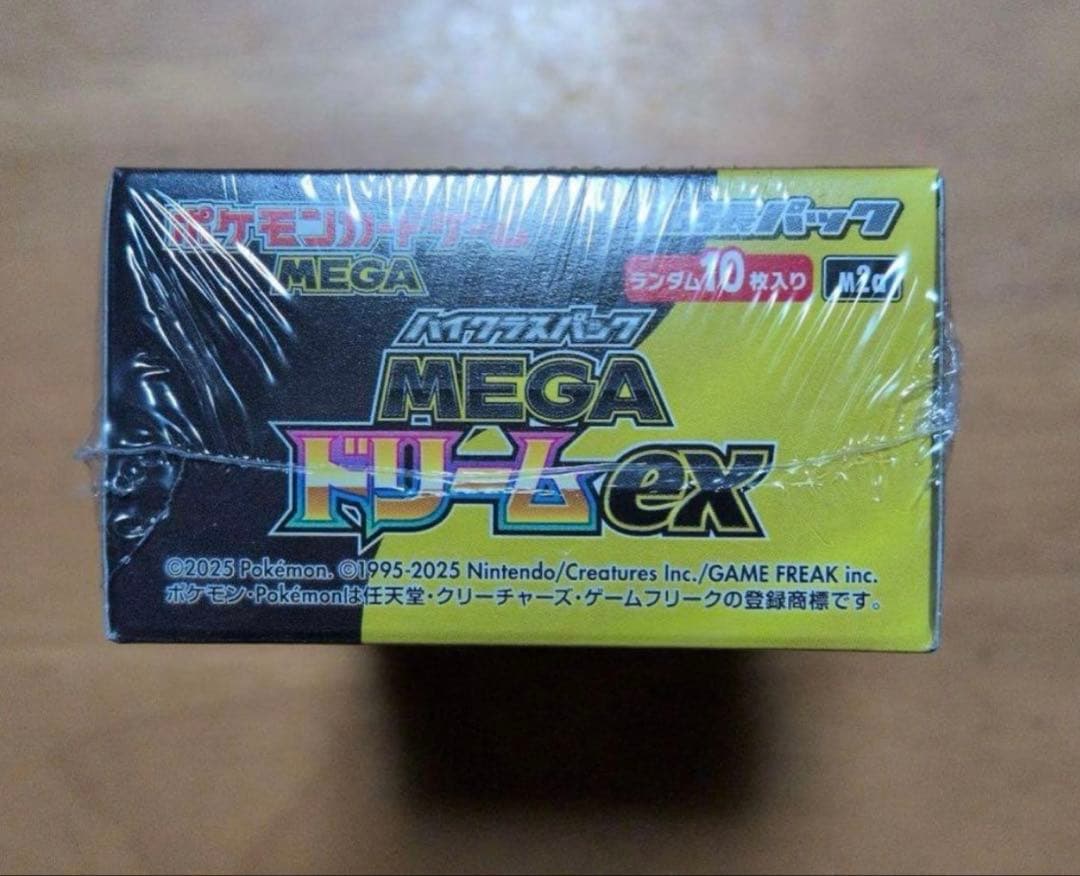 ポケモンカードゲーム
MEGA
拡張パック
ランダム10枚入り
M2a
ハイクラスパック
MEGA
ドリームex
©2025 Pokémon. ©1995-2025 Nintendo/Creatures Inc./GAME FREAK inc.
ポケモン・Pokémonは任天堂・クリーチャーズ・ゲームフリークの登録商標です。